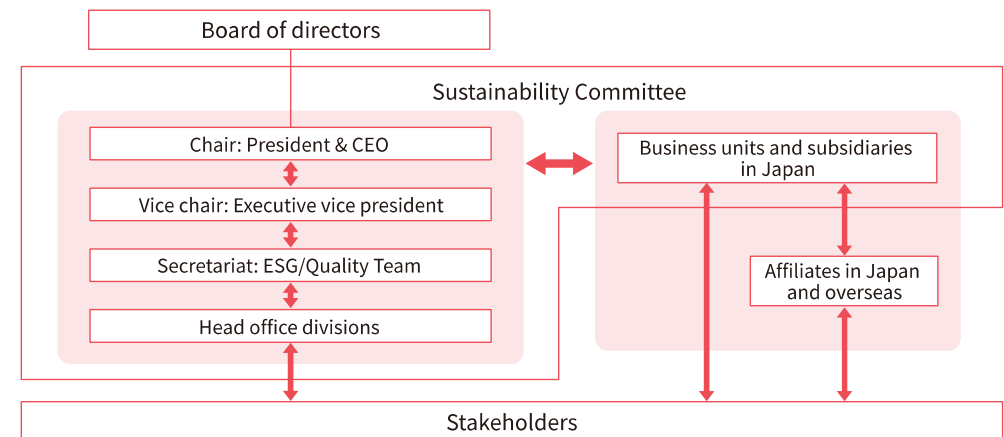 Board of directors
Sustainability Committee
Chair: President & CEO
Vice chair: Executive vice president
Secretariat: ESG/Quality Team
Head office divisions
Business units and subsidiaries
in Japan
Affiliates in Japan
and overseas
Stakeholders